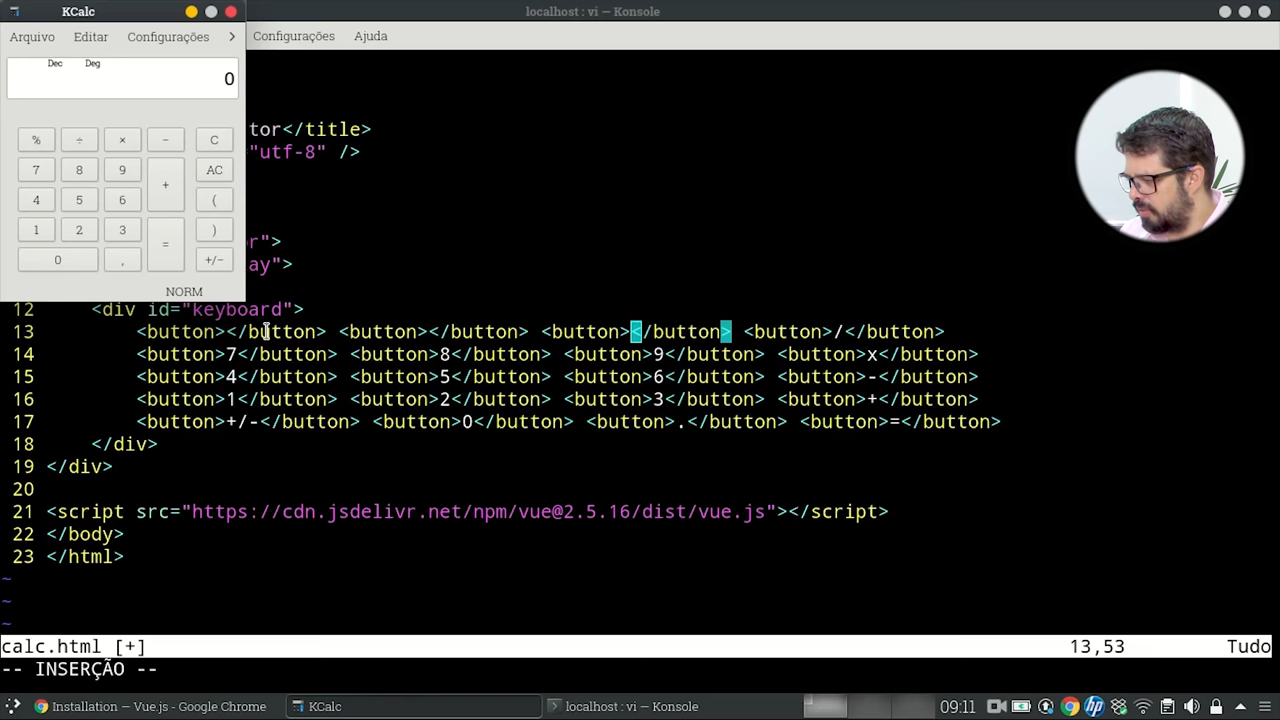 KCalc
localhost : vi — Konsole
Arquivo Editar Configurações > Configurações Ajuda
Dec Deg
0
% ÷ × − C
7 8 9 AC
4 5 6 + (
1 2 3 )
0 , = +/−
NORM
tor</title>
="utf-8" />
or">
ay">
12 <div id="keyboard">
13 <button></button> <button></button> <button></button> <button>/</button>
14 <button>7</button> <button>8</button> <button>9</button> <button>x</button>
15 <button>4</button> <button>5</button> <button>6</button> <button>-</button>
16 <button>1</button> <button>2</button> <button>3</button> <button>+</button>
17 <button>+/-</button> <button>0</button> <button>.</button> <button>=</button>
18 </div>
19 </div>
20
21 <script src="https://cdn.jsdelivr.net/npm/vue@2.5.16/dist/vue.js"></script>
22 </body>
23 </html>
~
~
~
calc.html [+] 13,53 Tudo
-- INSERÇÃO --
Installation — Vue.js - Google Chrome KCalc localhost : vi — Konsole 09:11